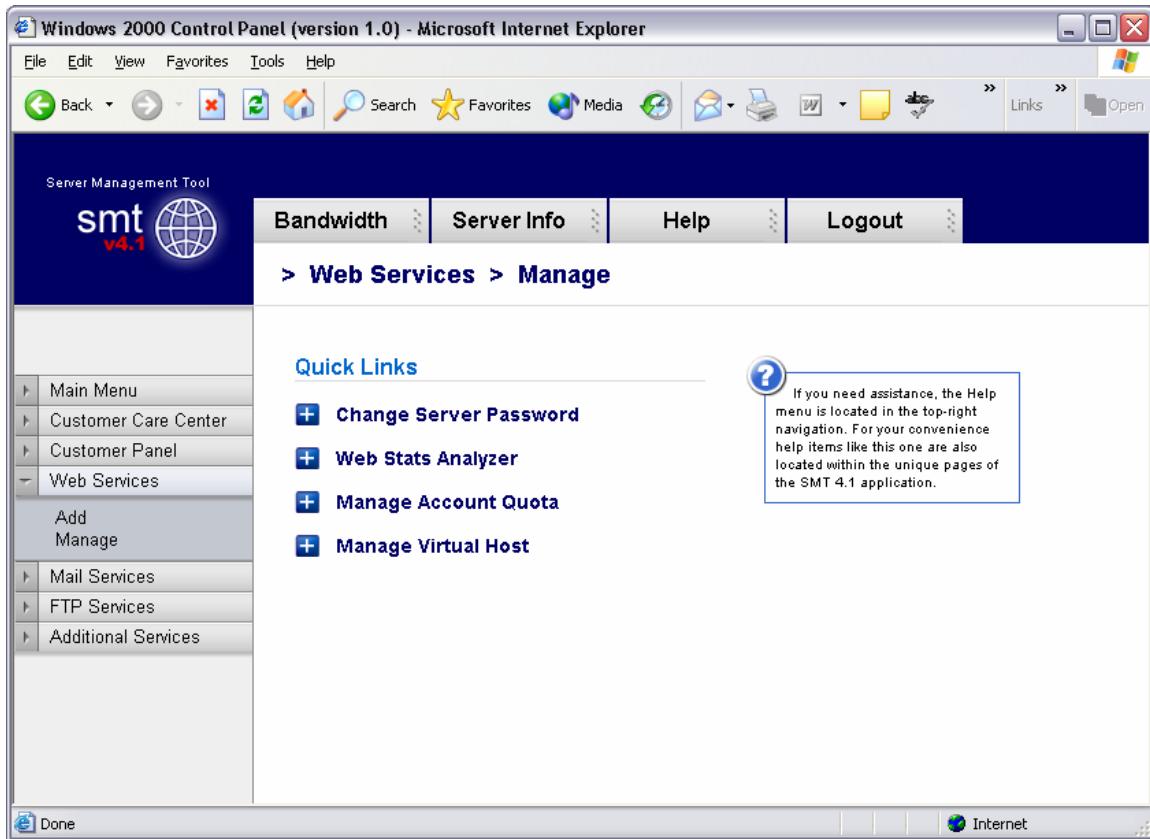 Windows 2000 Control Panel (version 1.0) - Microsoft Internet Explorer
File Edit View Favorites Tools Help
Back Search Favorites Media Links Open
Server Management Tool
smt
v4.1
Bandwidth Server Info Help Logout
> Web Services > Manage
Main Menu
Customer Care Center
Customer Panel
Web Services
Add
Manage
Mail Services
FTP Services
Additional Services
Quick Links
Change Server Password
Web Stats Analyzer
Manage Account Quota
Manage Virtual Host
If you need assistance, the Help
menu is located in the top-right
navigation. For your convenience
help items like this one are also
located within the unique pages of
the SMT 4.1 application.
Done Internet